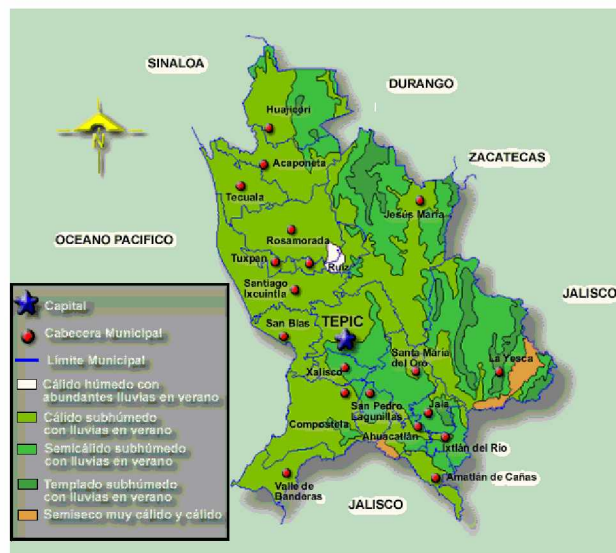 SINALOA
DURANGO
Huajicori
N
ZACATECAS
Acaponeta
Tecuala
Jesús María
OCEANO PACIFICO
Rosamorada
Tuxpan
Ruiz
Santiago
Ixcuintla
JALISCO
San Blas
TEPIC
Santa María
del Oro
La Yesca
Xalisco
San Pedro
Lagunillas
Jala
Compostela
Ahuacatlán
Ixtlán del Río
Valle de
Banderas
Amatlán de Cañas
JALISCO
Capital
Cabecera Municipal
Límite Municipal
Cálido húmedo con
abundantes lluvias en verano
Cálido subhúmedo
con lluvias en verano
Semicálido subhúmedo
con lluvias en verano
Templado subhúmedo
con lluvias en verano
Semiseco muy cálido y cálido